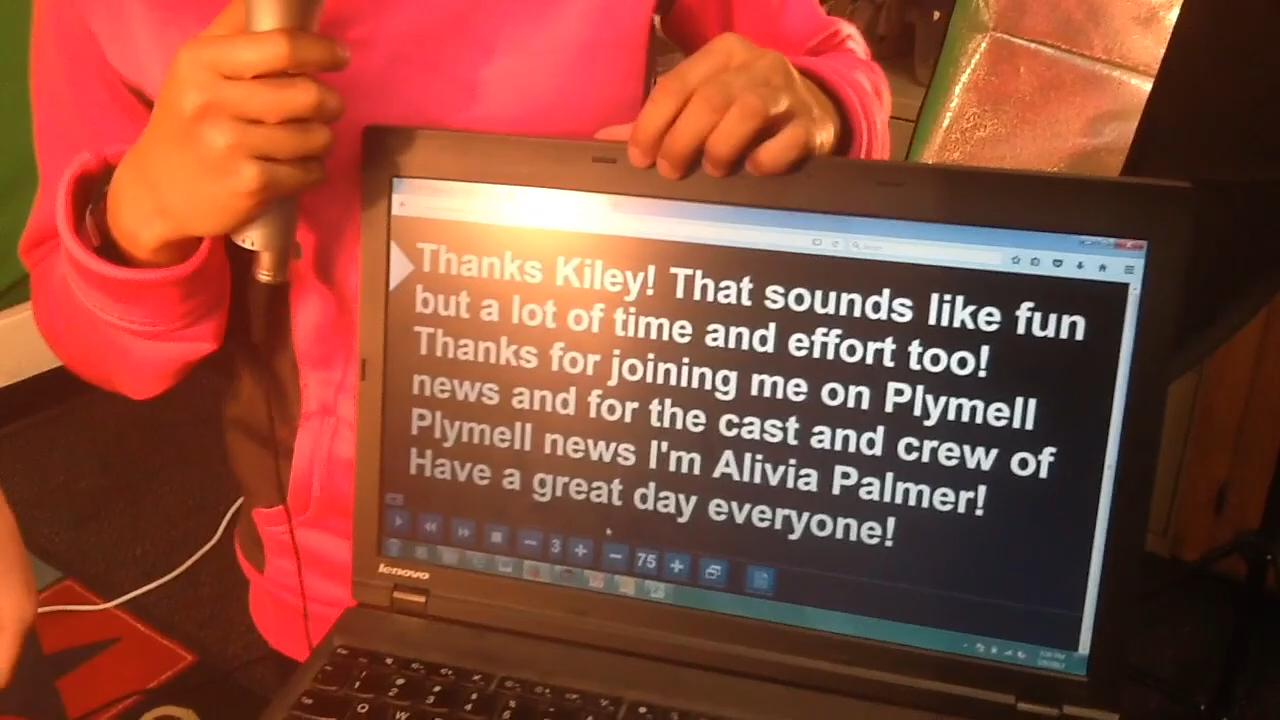 Thanks Kiley! That sounds like fun
but a lot of time and effort too!
Thanks for joining me on Plymell
news and for the cast and crew of
Plymell news I'm Alivia Palmer!
Have a great day everyone!
3
75
lenovo